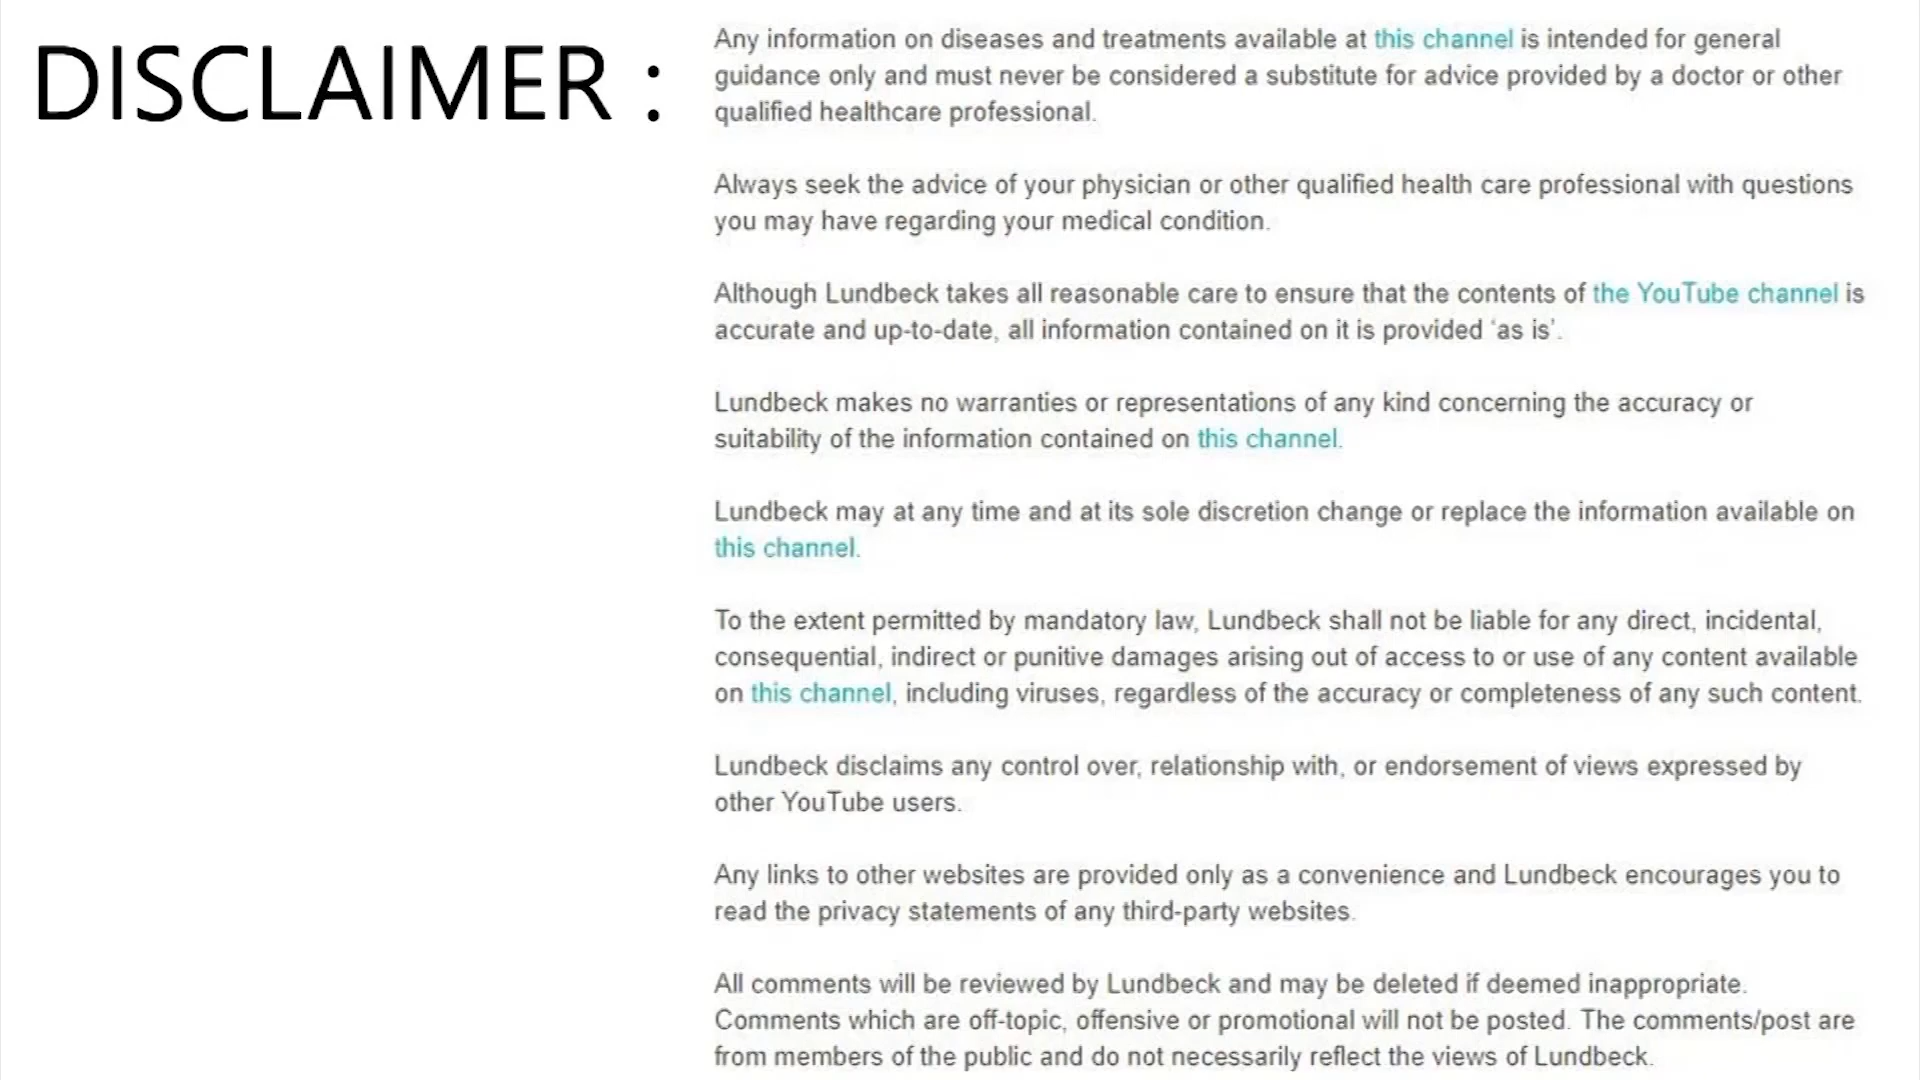 DISCLAIMER :
Any information on diseases and treatments available at this channel is intended for general
guidance only and must never be considered a substitute for advice provided by a doctor or other
qualified healthcare professional.
Always seek the advice of your physician or other qualified health care professional with questions
you may have regarding your medical condition.
Although Lundbeck takes all reasonable care to ensure that the contents of the YouTube channel is
accurate and up-to-date, all information contained on it is provided 'as is'.
Lundbeck makes no warranties or representations of any kind concerning the accuracy or
suitability of the information contained on this channel.
Lundbeck may at any time and at its sole discretion change or replace the information available on
this channel.
To the extent permitted by mandatory law, Lundbeck shall not be liable for any direct, incidental,
consequential, indirect or punitive damages arising out of access to or use of any content available
on this channel, including viruses, regardless of the accuracy or completeness of any such content.
Lundbeck disclaims any control over, relationship with, or endorsement of views expressed by
other YouTube users.
Any links to other websites are provided only as a convenience and Lundbeck encourages you to
read the privacy statements of any third-party websites.
All comments will be reviewed by Lundbeck and may be deleted if deemed inappropriate.
Comments which are off-topic, offensive or promotional will not be posted. The comments/post are
from members of the public and do not necessarily reflect the views of Lundbeck.